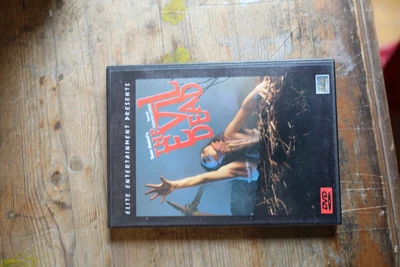 ELITE ENTERTAINMENT PRESENTS
THE
EVIL
DEAD
DVD